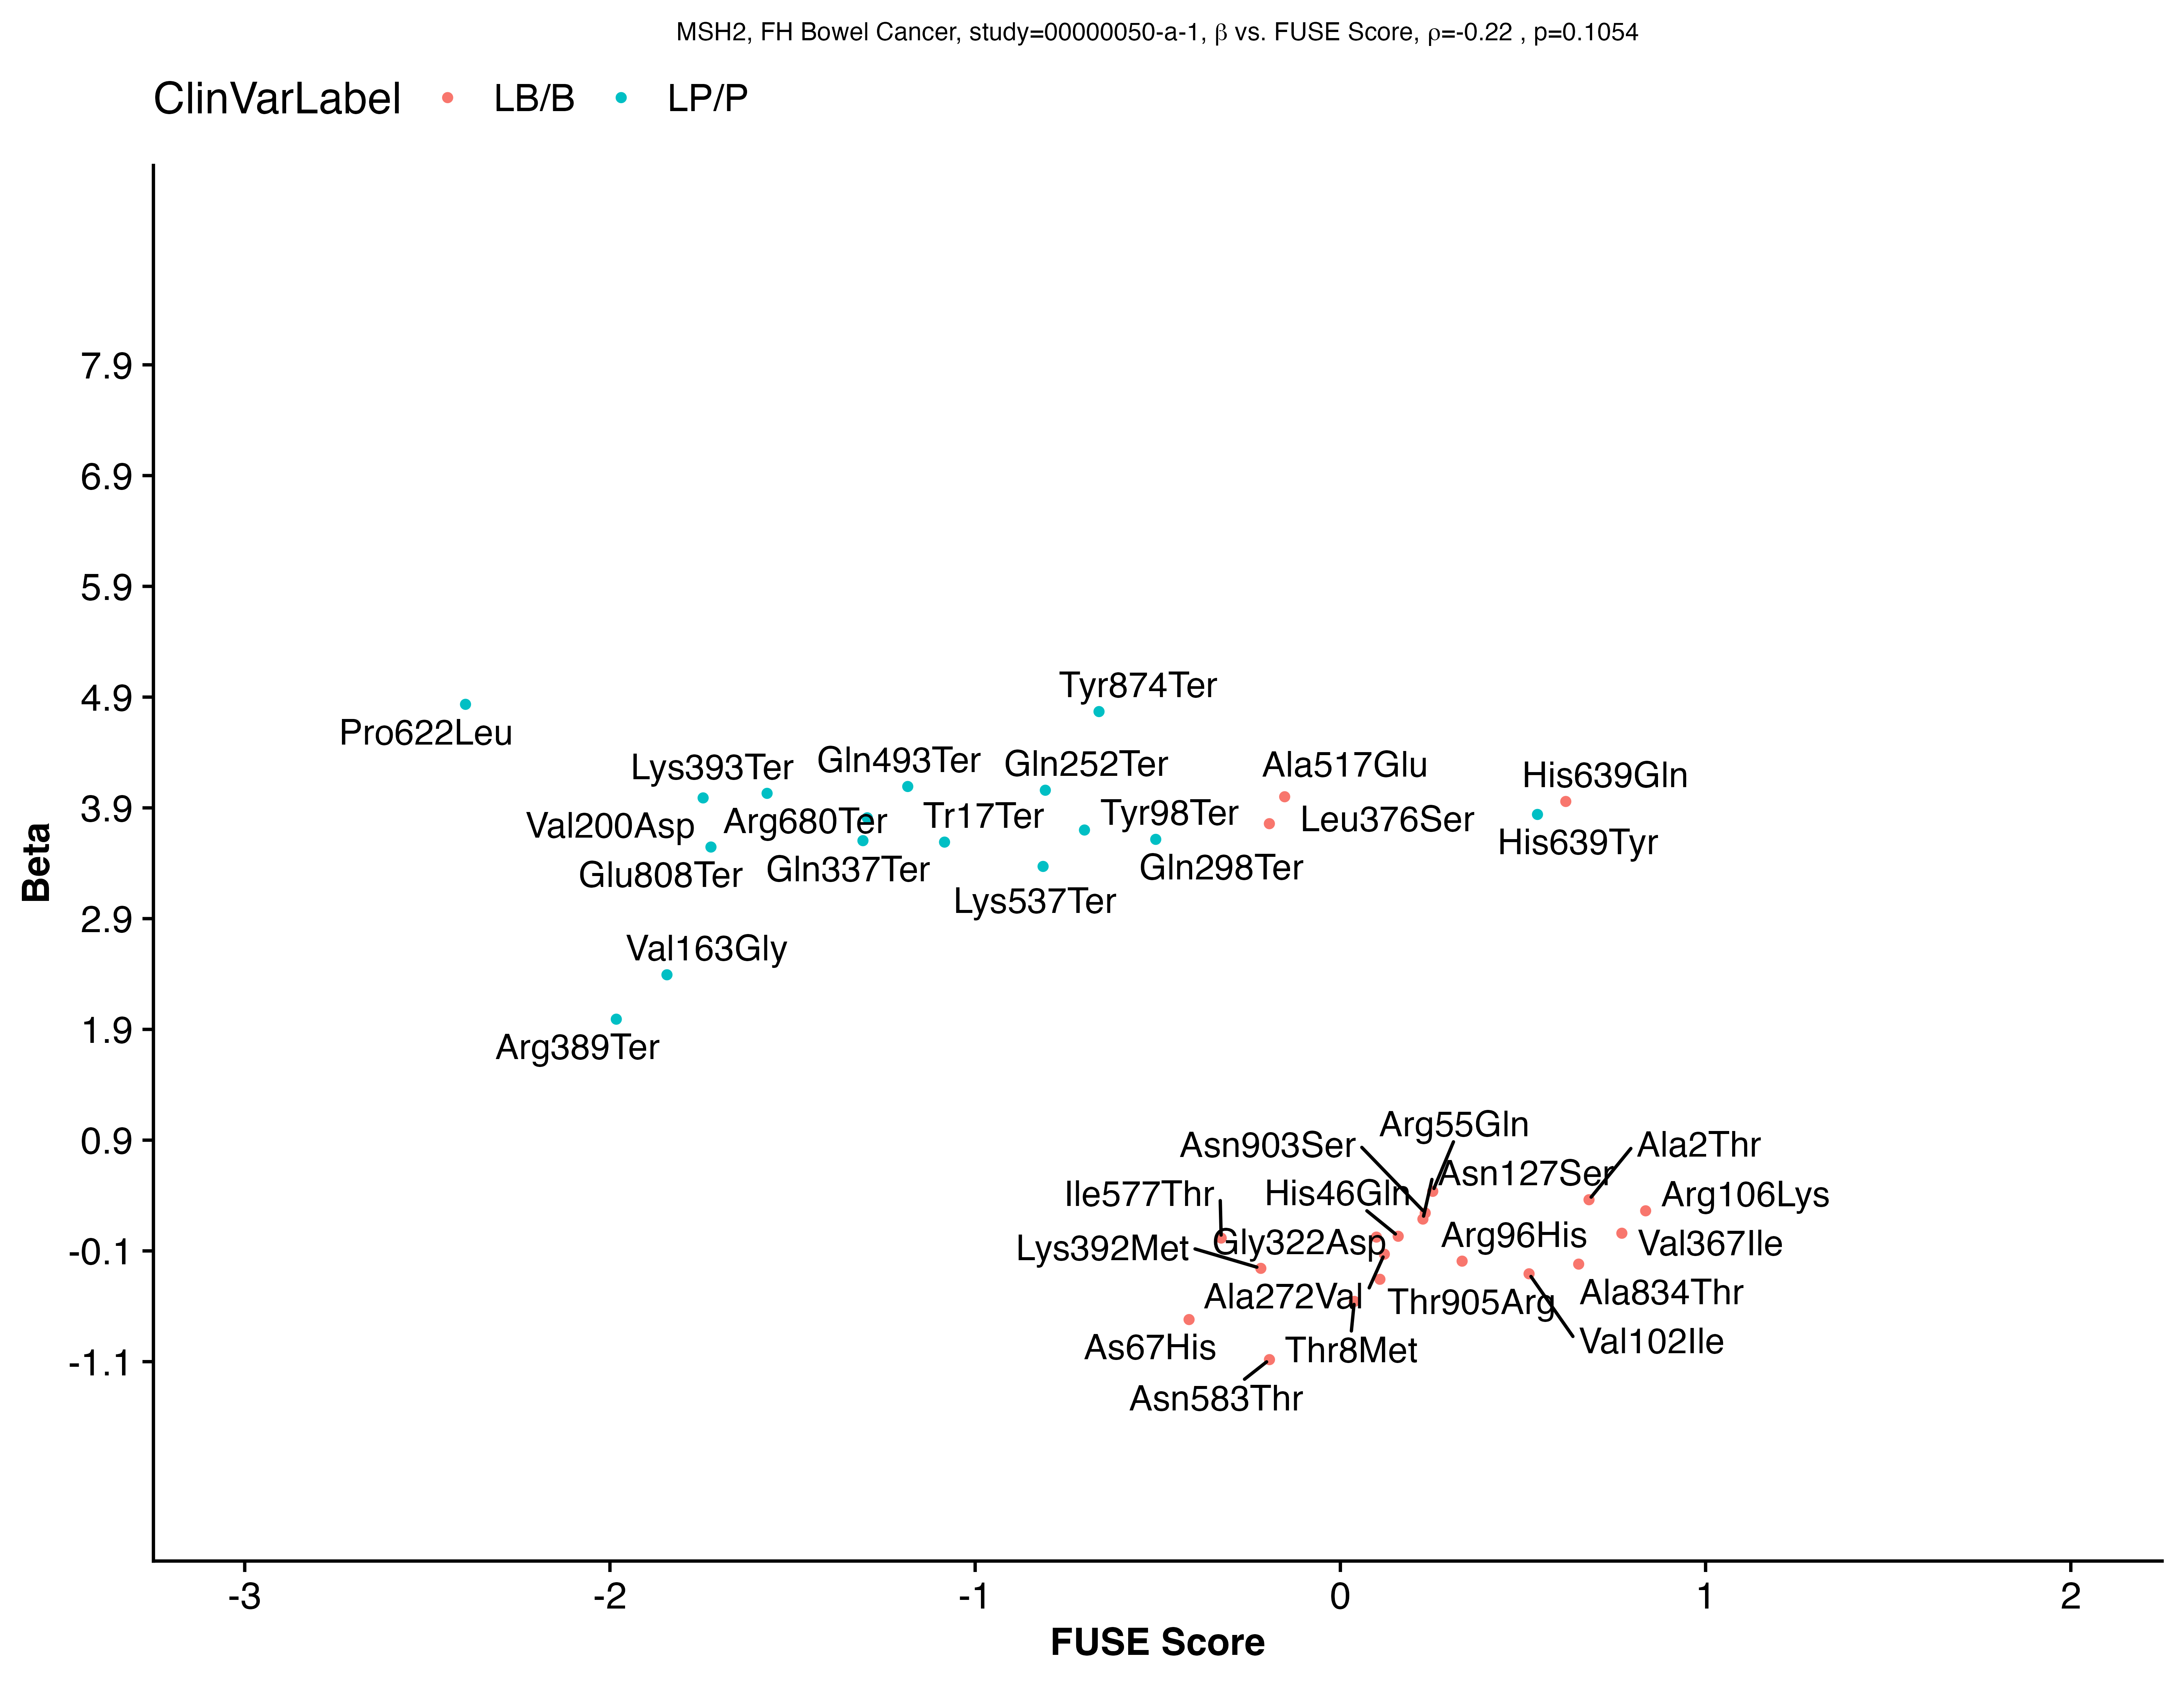 MSH2, FH Bowel Cancer, study=00000050-a-1, β vs. FUSE Score, ρ=-0.22 , p=0.1054
ClinVarLabel LB/B LP/P
7.9
6.9
5.9
4.9
3.9
2.9
1.9
0.9
-0.1
-1.1
Beta
Tyr874Ter
Pro622Leu
Lys393Ter
Gln493Ter
Gln252Ter
Ala517Glu
His639Gln
Val200Asp
Arg680Ter
Tr17Ter
Tyr98Ter
Leu376Ser
His639Tyr
Glu808Ter
Gln337Ter
Gln298Ter
Lys537Ter
Val163Gly
Arg389Ter
Arg55Gln
Asn903Ser
Ala2Thr
Asn127Ser
Ile577Thr
His46Gln
Arg106Lys
Lys392Met
Gly322Asp
Arg96His
Val367Ile
Ala272Val
Thr905Arg
Ala834Thr
As67His
Thr8Met
Val102Ile
Asn583Thr
-3 -2 -1 0 1 2
FUSE Score